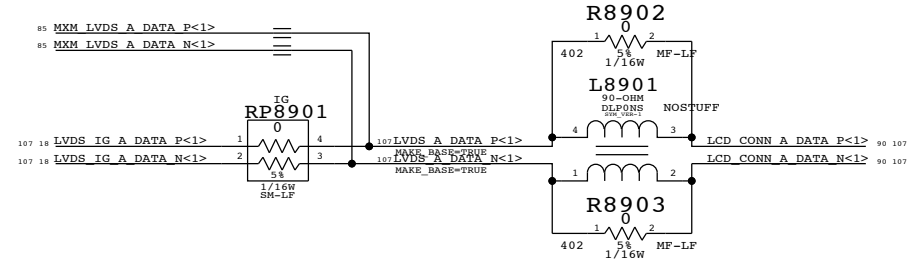 85 MXM_LVDS_A_DATA_P<1>
85 MXM_LVDS_A_DATA_N<1>
R8902
0
1 2
402 5% MF-LF
1/16W
L8901
90-OHM
DLP0NS
SYM_VER-1
NOSTUFF
4 3
IG
RP8901
0
107 18 LVDS_IG_A_DATA_P<1> 1 4 107 LVDS_A_DATA_P<1> LCD_CONN_A_DATA_P<1> 90 107
MAKE_BASE=TRUE
107 18 LVDS_IG_A_DATA_N<1> 2 3 107 LVDS_A_DATA_N<1> LCD_CONN_A_DATA_N<1> 90 107
MAKE_BASE=TRUE
5%
1/16W
SM-LF
1 2
R8903
0
1 2
402 5% MF-LF
1/16W